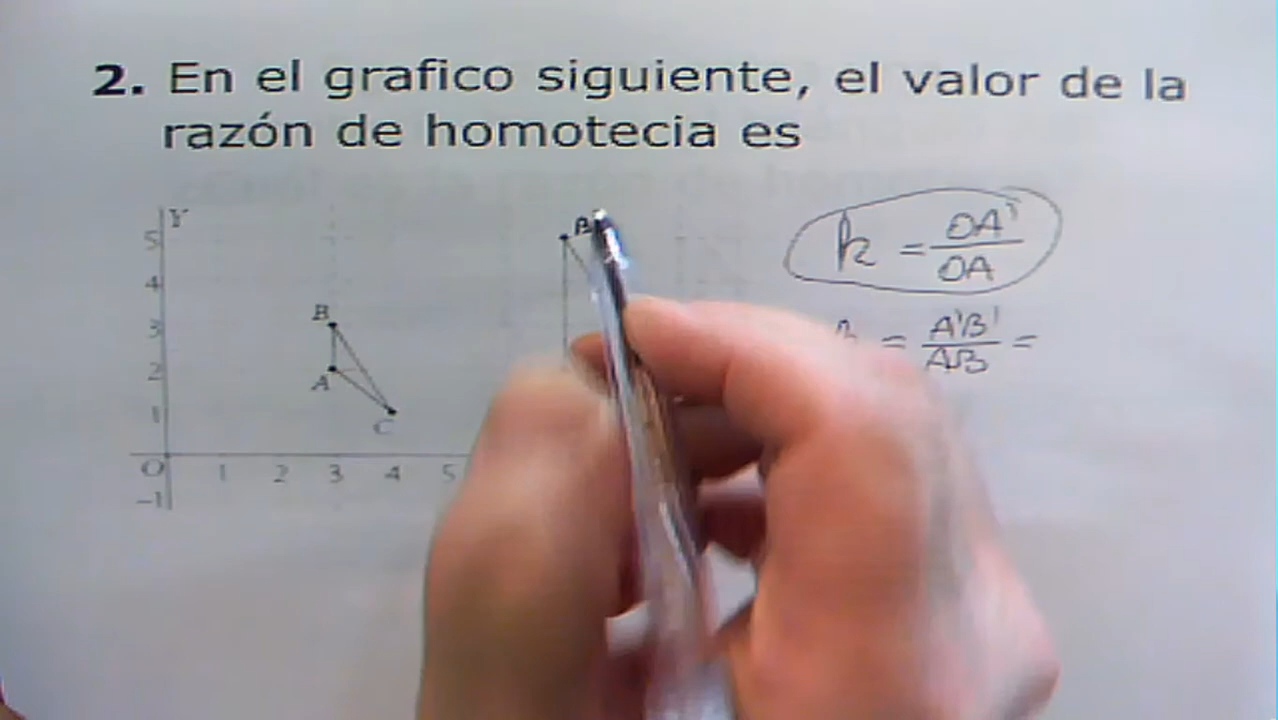 2. En el grafico siguiente, el valor de la
razón de homotecia es
Y
5
4
3
2
1
O 1 2 3 4 5
-1
B
A
C
k = OA'/OA
= A'B'/AB =